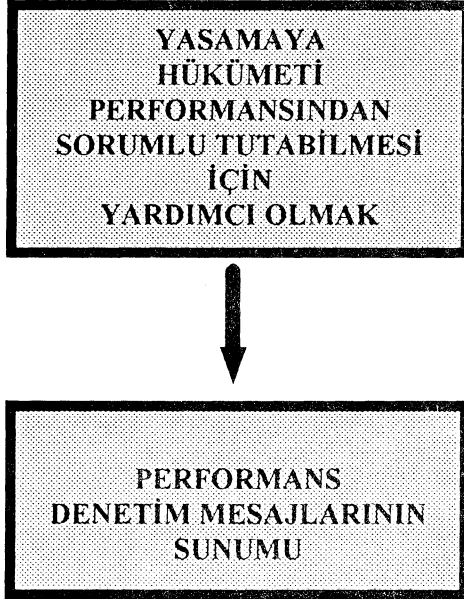 YASAMAYA
HÜKÜMETİ
PERFORMANSINDAN
SORUMLU TUTABİLMESİ
İÇİN
YARDIMCI OLMAK
PERFORMANS
DENETİM MESAJLARININ
SUNUMU